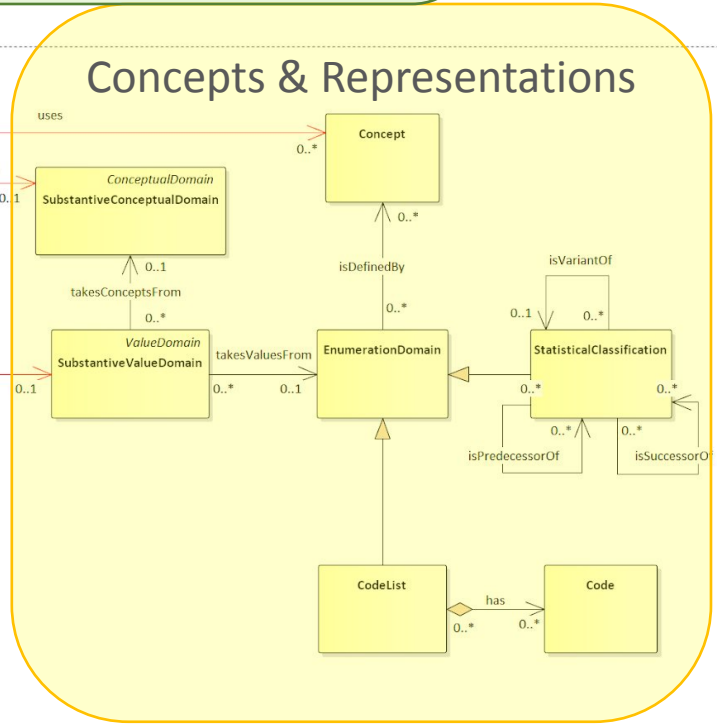 Concepts & Representations
uses
0..*
Concept
0..1
ConceptualDomain
SubstantiveConceptualDomain
0..*
0..1
isDefinedBy
isVariantOf
takesConceptsFrom
0..*
0..*
0..1
0..*
ValueDomain
SubstantiveValueDomain
takesValuesFrom
EnumerationDomain
StatisticalClassification
0..1
0..*
0..1
0..*
0..*
0..*
0..*
isPredecessorOf
isSuccessorOf
CodeList
Code
has
0..*
0..*